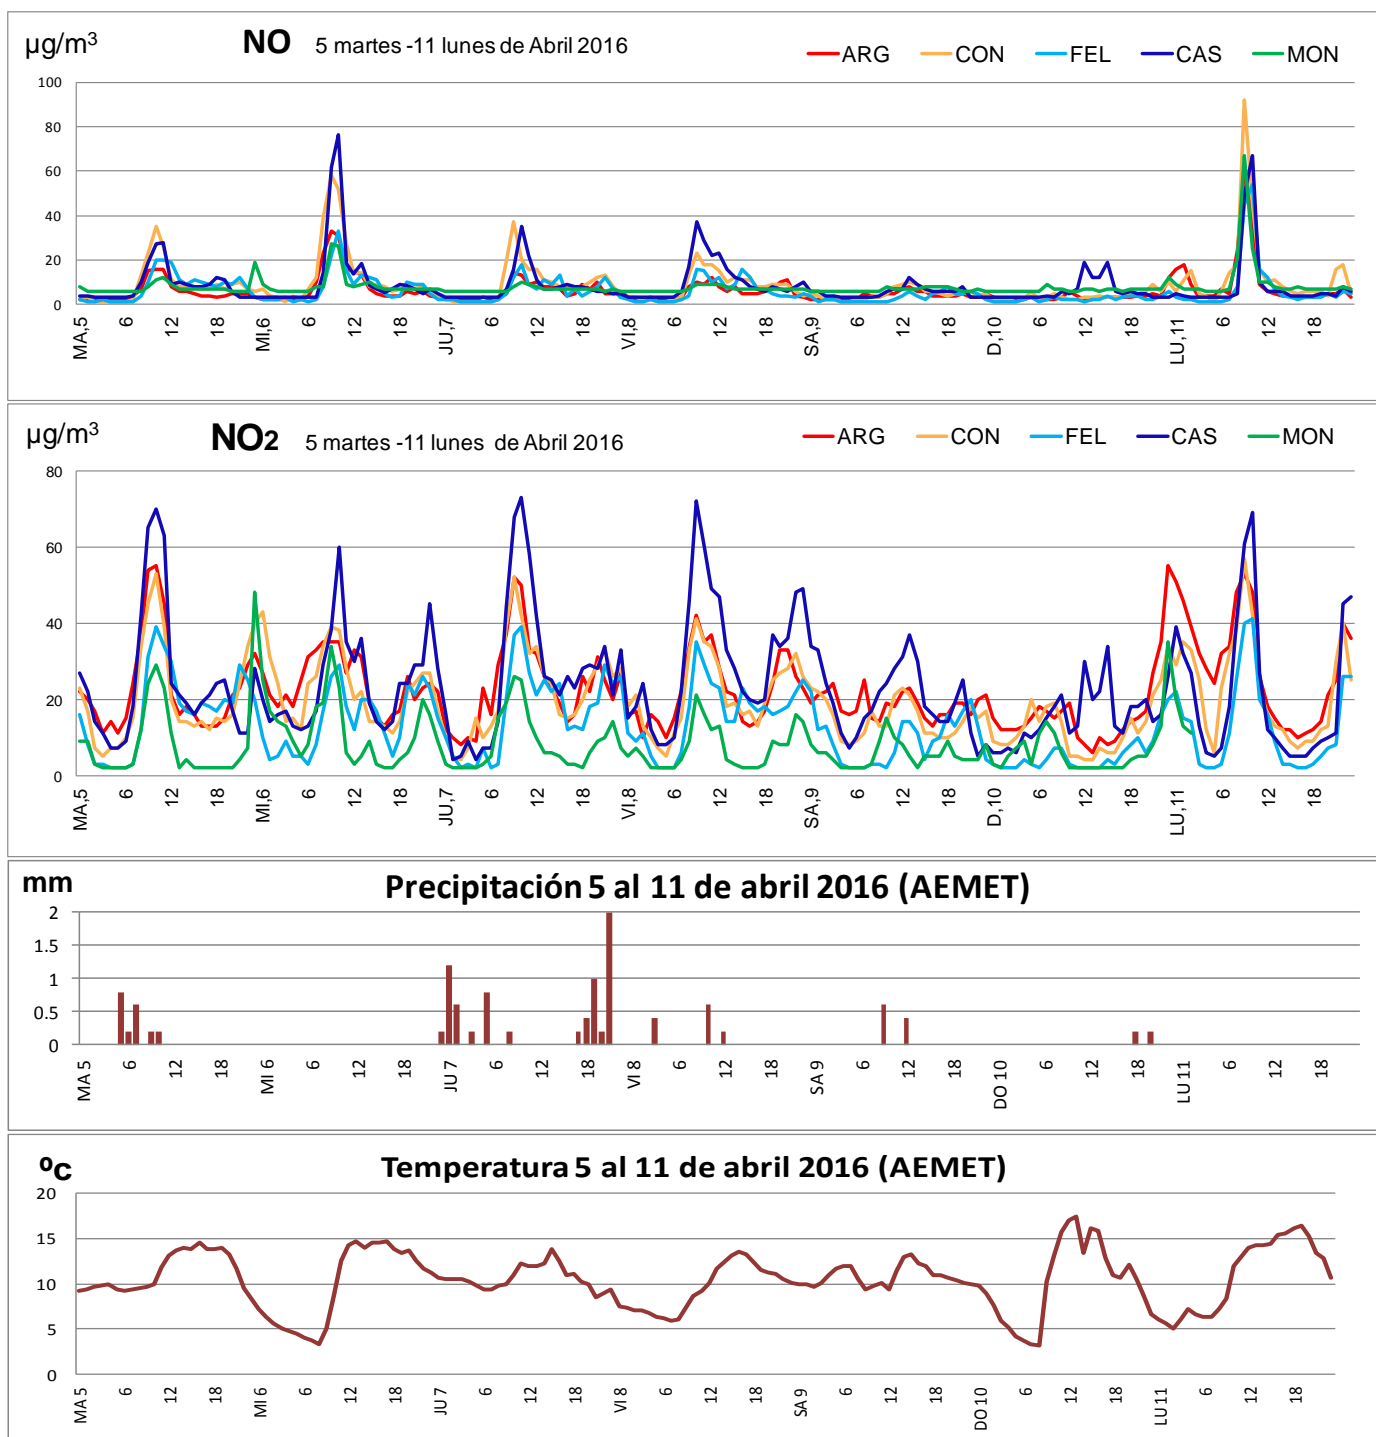 µg/m³ NO 5 martes -11 lunes de Abril 2016
ARG CON FEL CAS MON
100
80
60
40
20
0
MA,5 6 12 18 MI,6 6 12 18 JU,7 6 12 18 VI,8 6 12 18 SA,9 6 12 18 D,10 6 12 18 LU,11 6 12 18
µg/m³ NO2 5 martes -11 lunes de Abril 2016
ARG CON FEL CAS MON
80
60
40
20
0
MA,5 6 12 18 MI,6 6 12 18 JU,7 6 12 18 VI,8 6 12 18 SA,9 6 12 18 D,10 6 12 18 LU,11 6 12 18
mm Precipitación 5 al 11 de abril 2016 (AEMET)
2
1.5
1
0.5
0
MA 5 6 12 18 MI 6 6 12 18 JU 7 6 12 18 VI 8 6 12 18 SA 9 6 12 18 DO 10 6 12 18 LU 11 6 12 18
ºc Temperatura 5 al 11 de abril 2016 (AEMET)
20
15
10
5
0
MA 5 6 12 18 MI 6 6 12 18 JU 7 6 12 18 VI 8 6 12 18 SA 9 6 12 18 DO 10 6 12 18 LU 11 6 12 18